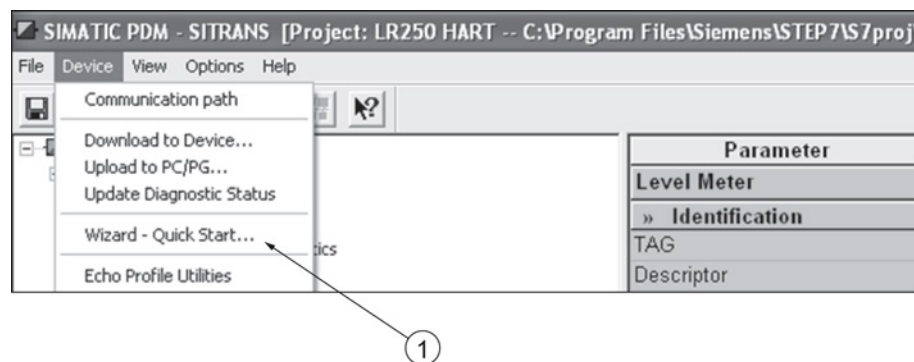 SIMATIC PDM - SITRANS [Project: LR250 HART -- C:\Program Files\Siemens\STEP7\S7proj
File Device View Options Help
Communication path
Download to Device...
Upload to PC/PG...
Update Diagnostic Status
Wizard - Quick Start...
tics
Echo Profile Utilities
Parameter
Level Meter
» Identification
TAG
Descriptor
1